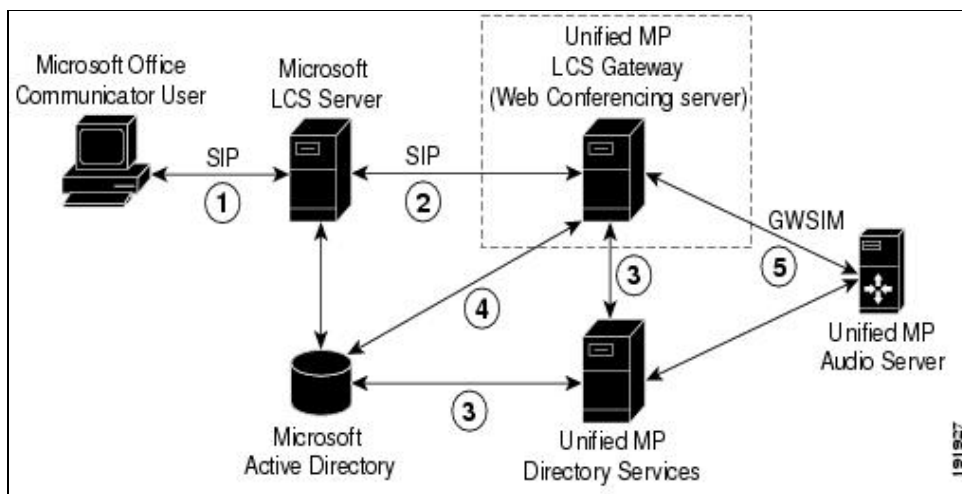 Microsoft Office
Communicator User
Microsoft
LCS Server
Unified MP
LCS Gateway
(Web Conferencing server)
SIP
1
SIP
2
GWSIM
5
3
4
Unified MP
Audio Server
3
Microsoft
Active Directory
Unified MP
Directory Services
191927